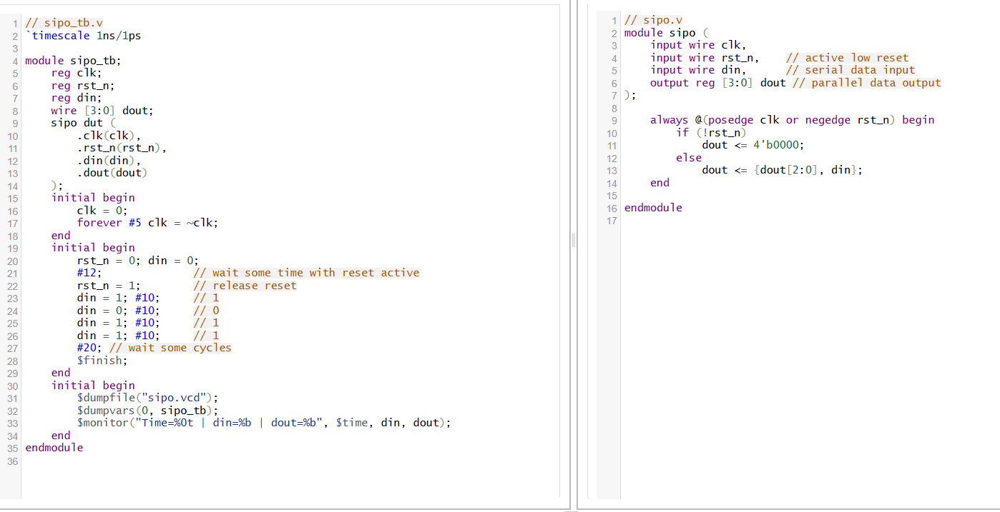 1 // sipo_tb.v
2 `timescale 1ns/1ps
3
4 module sipo_tb;
5     reg clk;
6     reg rst_n;
7     reg din;
8     wire [3:0] dout;
9     sipo dut (
10         .clk(clk),
11         .rst_n(rst_n),
12         .din(din),
13         .dout(dout)
14     );
15     initial begin
16         clk = 0;
17         forever #5 clk = ~clk;
18     end
19     initial begin
20         rst_n = 0; din = 0;
21         #12;              // wait some time with reset active
22         rst_n = 1;        // release reset
23         din = 1; #10;     // 1
24         din = 0; #10;     // 0
25         din = 1; #10;     // 1
26         din = 1; #10;     // 1
27         #20; // wait some cycles
28         $finish;
29     end
30     initial begin
31         $dumpfile("sipo.vcd");
32         $dumpvars(0, sipo_tb);
33         $monitor("Time=%0t | din=%b | dout=%b", $time, din, dout);
34     end
35 endmodule
36
1 // sipo.v
2 module sipo (
3     input wire clk,
4     input wire rst_n,    // active low reset
5     input wire din,      // serial data input
6     output reg [3:0] dout // parallel data output
7 );
8
9     always @(posedge clk or negedge rst_n) begin
10         if (!rst_n)
11             dout <= 4'b0000;
12         else
13             dout <= {dout[2:0], din};
14     end
15
16 endmodule
17